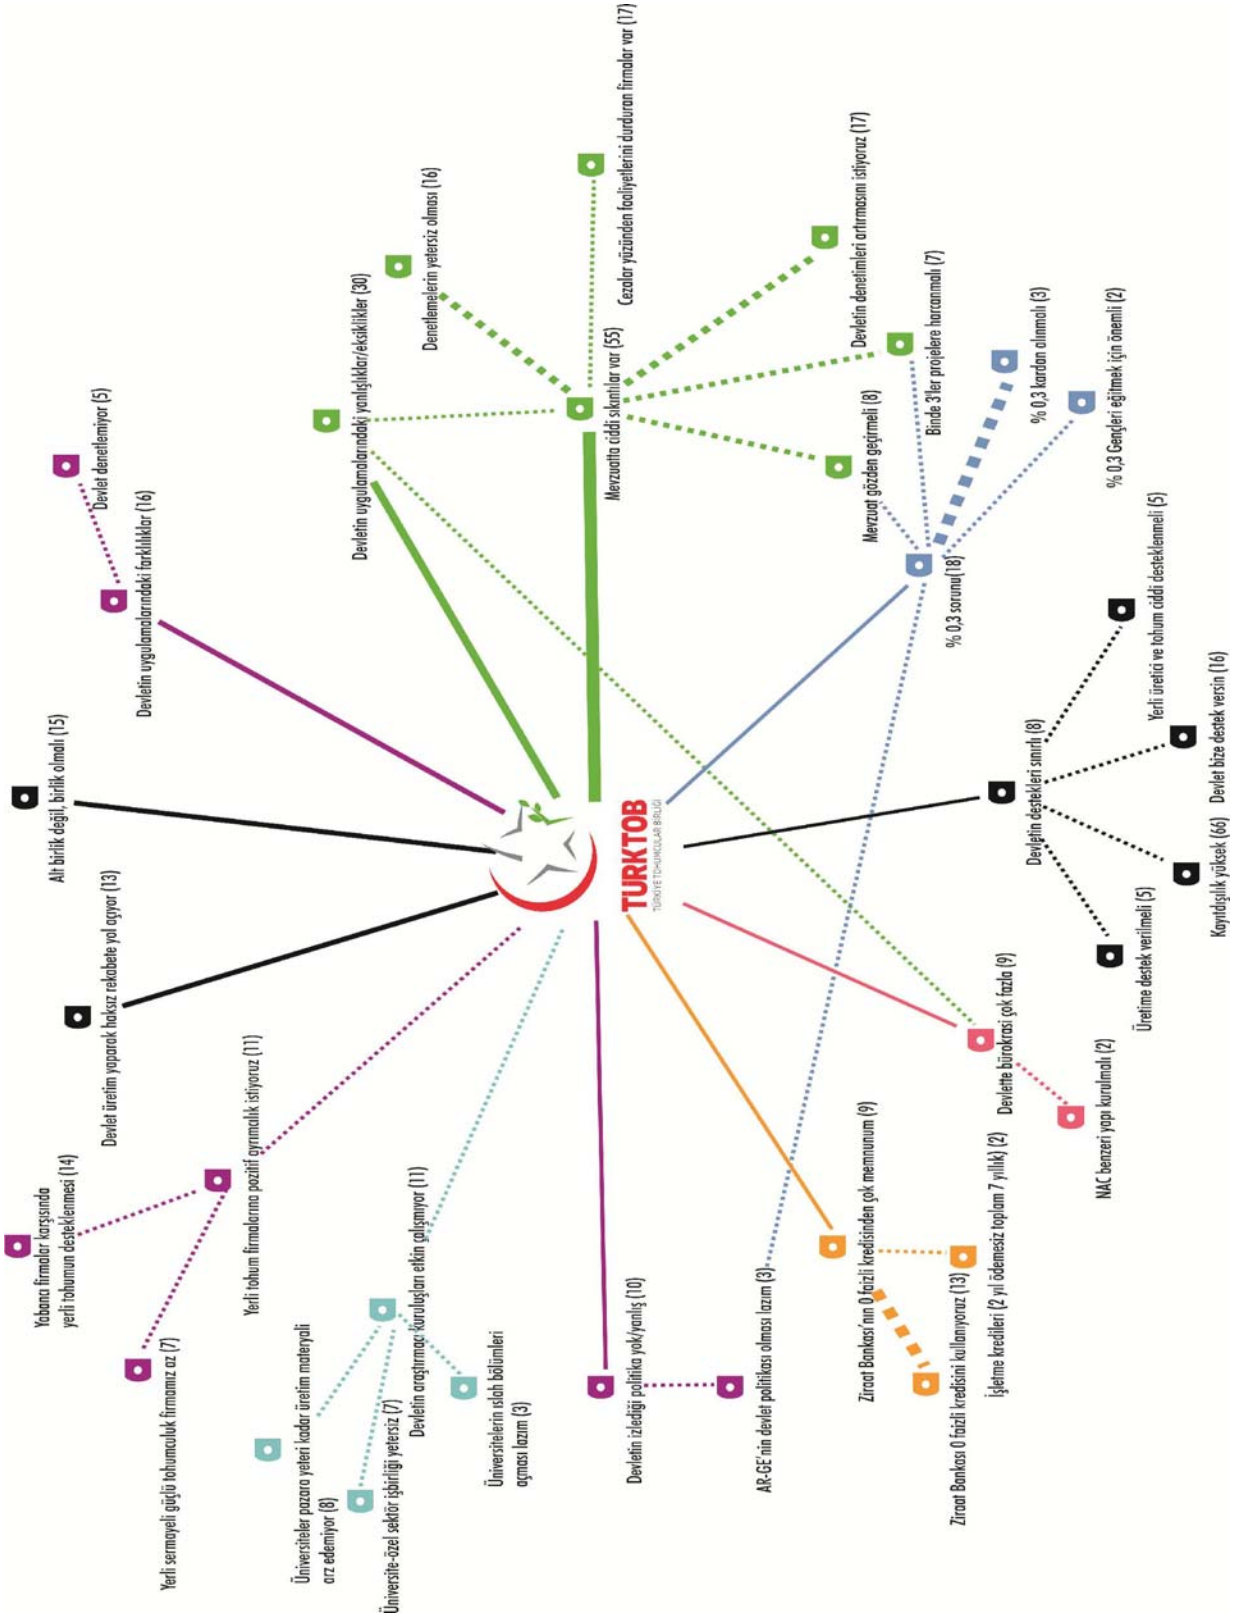 Yabancı firmalar karşısında
yerli tohumun desteklenmesi (14)
Yerli sermayeli güçlü tohumculuk firmamız az (7)
Yerli tohum firmalarına pozitif ayrımcılık istiyoruz (11)
Devlet üretim yaparak haksız rekabete yol açıyor (13)
Alt birlik değil, birlik olmalı (15)
Devletin uygulamalarındaki farklılıklar (16)
Devlet denetlemiyor (5)
Üniversiteler pazara yeteri kadar üretim materyali
arz edemiyor (8)
Üniversite-özel sektör işbirliği yetersiz (7)
Devletin araştırmacı kuruluşları etkin çalışmıyor (11)
Üniversitelerin ıslah bölümleri
açması lazım (3)
Devletin uygulamalarındaki yanlışlıklar/eksiklikler (30)
Denetlemelerin yetersiz olması (16)
Mevzuatta ciddi sıkıntılar var (55)
Cezalar yüzünden faaliyetlerini durduran firmalar var (17)
TÜRKTOB
TÜRKİYE TOHUMCULAR BİRLİĞİ
Devletin izlediği politika yok/yanlış (10)
AR-GE'nin devlet politikası olması lazım (3)
Devletin denetimleri artırmasını istiyoruz (17)
Mevzuat gözden geçirmeli (8)
Binde 3'ler projelere harcanmalı (7)
% 0,3 sorunu(18)
% 0,3 kardan alınmalı (3)
% 0,3 Gençleri eğitmek için önemli (2)
Ziraat Bankası'nın 0 faizli kredisinden çok memnunum (9)
Ziraat Bankası 0 faizli kredisini kullanıyoruz (13)
İşletme kredileri (2 yıl ödemesiz toplam 7 yıllık) (2)
Devlette bürokrasi çok fazla (9)
NAC benzeri yapı kurulmalı (2)
Devletin destekleri sınırlı (8)
Üretime destek verilmeli (5)
Yerli üretici ve tohum ciddi desteklenmeli (5)
Kayıtdışılık yüksek (66)
Devlet bize destek versin (16)